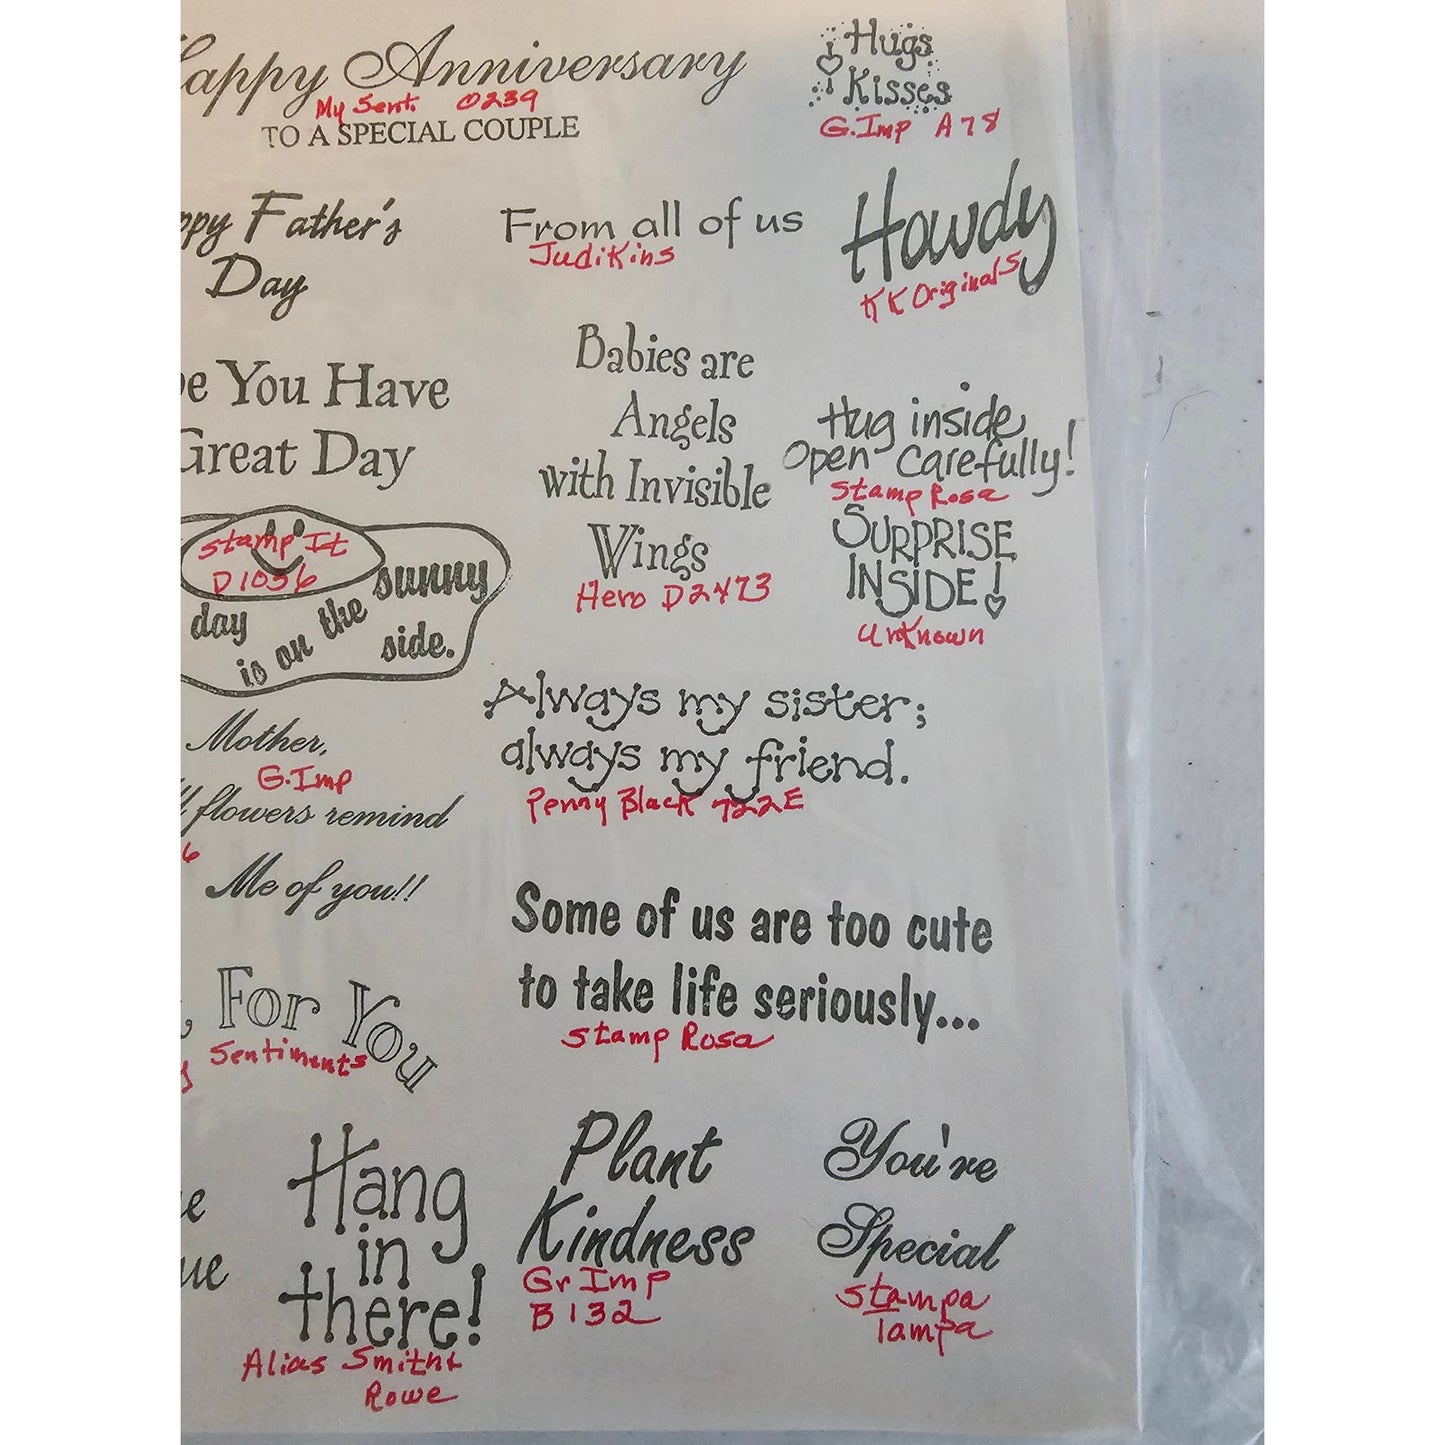 Happy Anniversary
My Sent. 0239
TO A SPECIAL COUPLE
Hugs
Kisses
G.Imp A78
ppy Father's
Day
From all of us
JudiKins
Howdy
KK Originals
pe You Have
Great Day
Babies are
Angels
with Invisible
Wings
Hero D2473
Hug inside
Open Carefully!
Stamp Rosa
SURPRISE
INSIDE!
Unknown
Stamp It
D1056
sunny
day
is on the
side.
Always my sister;
always my friend.
Penny Black 722E
Mother,
G.Imp
flowers remind
6
Me of you!!
Some of us are too cute
to take life seriously...
Stamp Rosa
For You
Sentiments
Hang
in
there!
Alias Smith &
Rowe
Plant
Kindness
Gr Imp
B132
You're
Special
Stampa
Tampa
e
ue